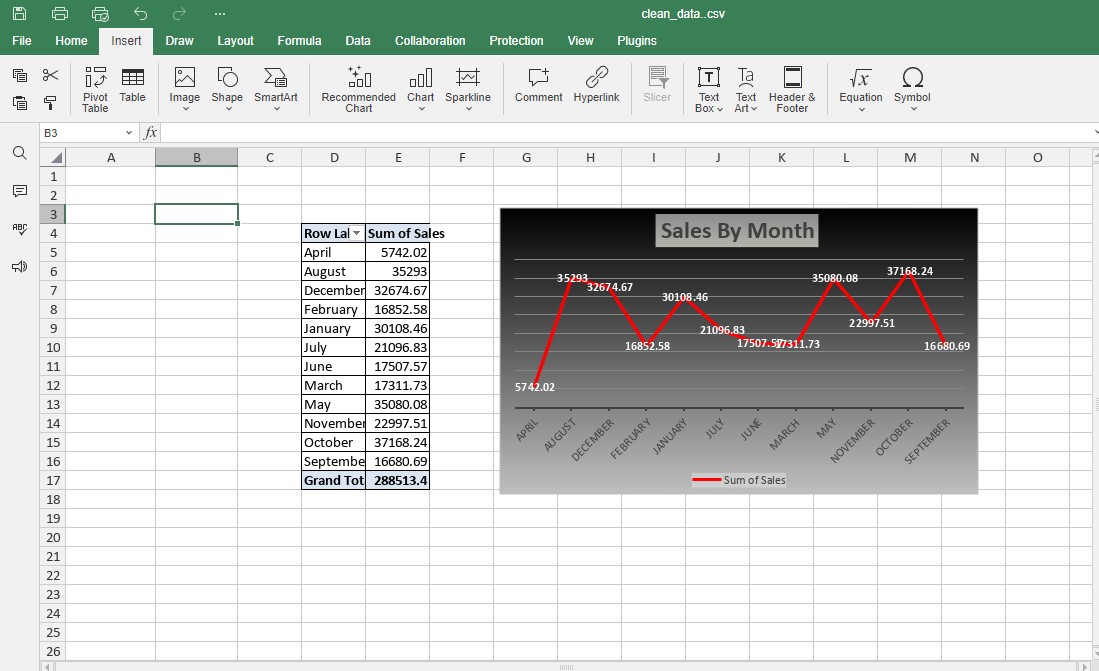 clean_data..csv
File Home Insert Draw Layout Formula Data Collaboration Protection View Plugins
Pivot Table
Table
Image
Shape
SmartArt
Recommended Chart
Chart
Sparkline
Comment
Hyperlink
Slicer
Text Box
Text Art
Header & Footer
Equation
Symbol
B3 fx
A B C D E F G H I J K L M N O
1
2
3
4 Row Lal Sum of Sales
5 April 5742.02
6 August 35293
7 December 32674.67
8 February 16852.58
9 January 30108.46
10 July 21096.83
11 June 17507.57
12 March 17311.73
13 May 35080.08
14 November 22997.51
15 October 37168.24
16 Septembe 16680.69
17 Grand Tot 288513.4
18
19
20
21
22
23
24
25
26
Sales By Month
5742.02
35293
32674.67
16852.58
30108.46
21096.83
17507.57
17311.73
35080.08
22997.51
37168.24
16680.69
APRIL
AUGUST
DECEMBER
FEBRUARY
JANUARY
JULY
JUNE
MARCH
MAY
NOVEMBER
OCTOBER
SEPTEMBER
Sum of Sales
ABC